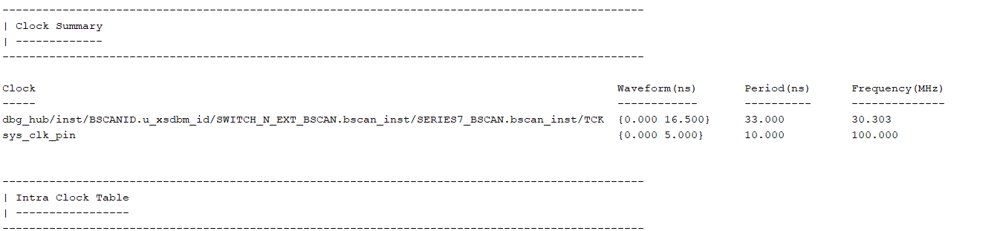 ------------------------------------------------------------------------------------------------
| Clock Summary
| -------------
------------------------------------------------------------------------------------------------
Clock                                                                                       Waveform(ns)       Period(ns)      Frequency(MHz)
-----                                                                                       ------------       ----------      --------------
dbg_hub/inst/BSCANID.u_xsdbm_id/SWITCH_N_EXT_BSCAN.bscan_inst/SERIES7_BSCAN.bscan_inst/TCK  {0.000 16.500}     33.000          30.303
sys_clk_pin                                                                                 {0.000 5.000}      10.000          100.000
------------------------------------------------------------------------------------------------
| Intra Clock Table
| -----------------
------------------------------------------------------------------------------------------------